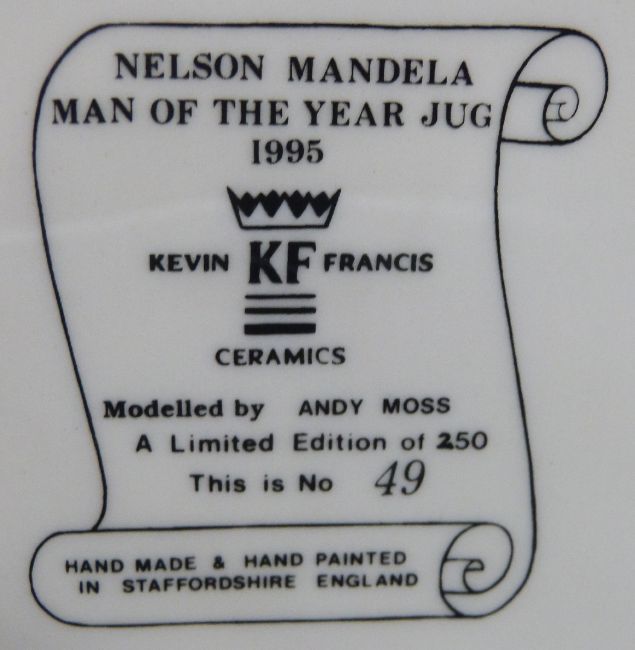 NELSON MANDELA
MAN OF THE YEAR JUG
1995
KEVIN KF FRANCIS
CERAMICS
Modelled by ANDY MOSS
A Limited Edition of 250
This is No 49
HAND MADE & HAND PAINTED
IN STAFFORDSHIRE ENGLAND